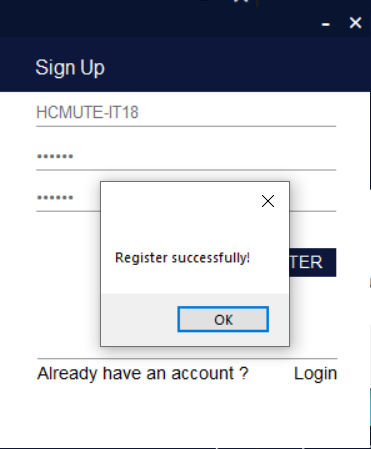 Sign Up
HCMUTE-IT18
Register successfully!
TER
OK
Already have an account ? Login